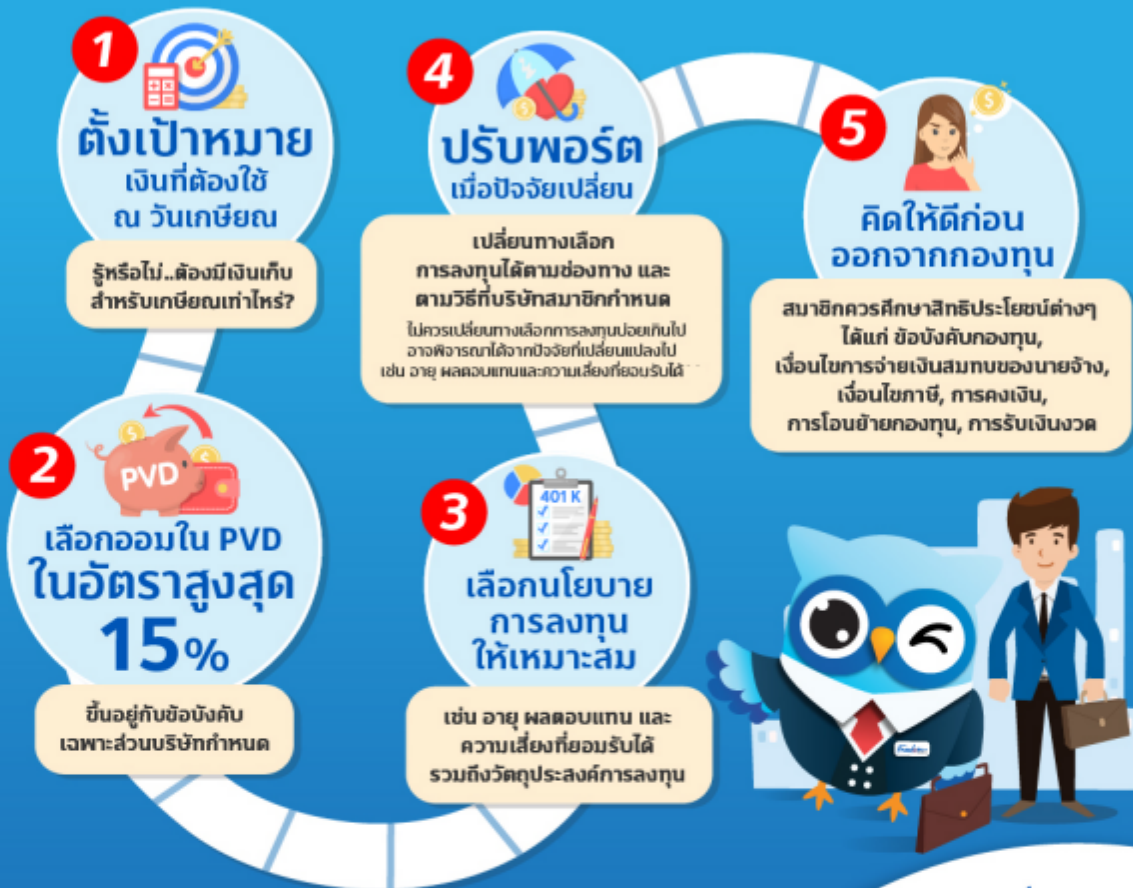 1
ตั้งเป้าหมาย
เงินที่ต้องใช้
ณ วันเกษียณ
รู้หรือไม่..ต้องมีเงินเก็บ
สำหรับเกษียณเท่าไหร่?
2
PVD
เลือกออมใน PVD
ในอัตราสูงสุด
15%
ขึ้นอยู่กับข้อบังคับ
เฉพาะส่วนบริษัทกำหนด
3
401 K
เลือกนโยบาย
การลงทุน
ให้เหมาะสม
เช่น อายุ ผลตอบแทน และ
ความเสี่ยงที่ยอมรับได้
รวมถึงวัตถุประสงค์การลงทุน
4
ปรับพอร์ต
เมื่อปัจจัยเปลี่ยน
เปลี่ยนทางเลือก
การลงทุนได้ตามช่องทาง และ
ตามวิธีที่บริษัทสมาชิกกำหนด
ไม่ควรเปลี่ยนทางเลือกการลงทุนบ่อยเกินไป
อาจพิจารณาได้จากปัจจัยที่เปลี่ยนแปลงไป
เช่น อายุ ผลตอบแทนและความเสี่ยงที่ยอมรับได้
5
คิดให้ดีก่อน
ออกจากกองทุน
สมาชิกควรศึกษาสิทธิประโยชน์ต่างๆ
ได้แก่ ข้อบังคับกองทุน,
เงื่อนไขการจ่ายเงินสมทบของนายจ้าง,
เงื่อนไขภาษี, การคงเงิน,
การโอนย้ายกองทุน, การรับเงินงวด